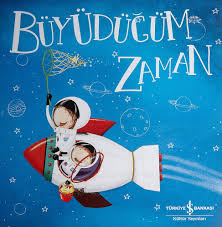 BÜYÜDÜĞÜM
ZAMAN
TÜRKİYE İŞ BANKASI
Kültür Yayınları